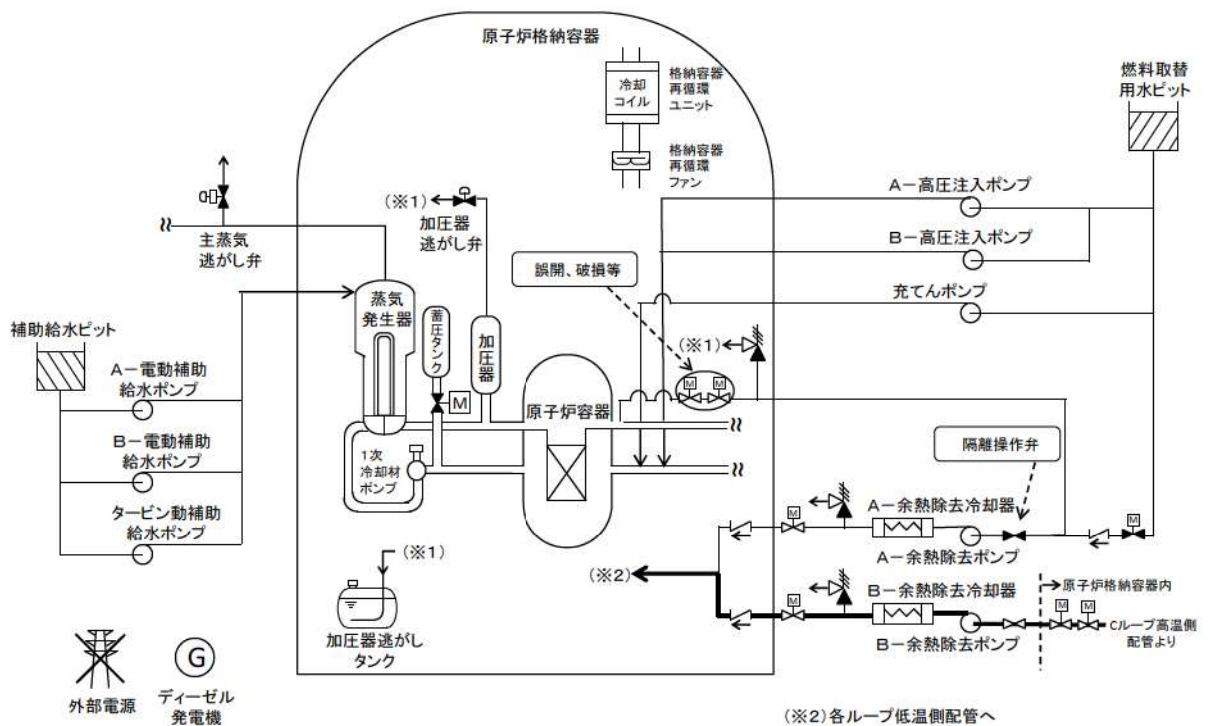 原子炉格納容器
冷却
コイル
格納容器
再循環
ユニット
格納容器
再循環
ファン
燃料取替
用水ピット
A－高圧注入ポンプ
B－高圧注入ポンプ
充てんポンプ
(※1)
加圧器
逃がし弁
主蒸気
逃がし弁
誤開、破損等
(※1)
蒸気
発生器
蓄圧タンク
加圧器
M
M
M
原子炉容器
1次
冷却材
ポンプ
補助給水ピット
A－電動補助
給水ポンプ
B－電動補助
給水ポンプ
タービン動補助
給水ポンプ
隔離操作弁
A－余熱除去冷却器
M
M
A－余熱除去ポンプ
(※1)
(※2)
B－余熱除去冷却器
M
原子炉格納容器内
M
M
Cループ高温側
配管より
B－余熱除去ポンプ
加圧器逃がし
タンク
外部電源
G
ディーゼル
発電機
(※2)各ループ低温側配管へ